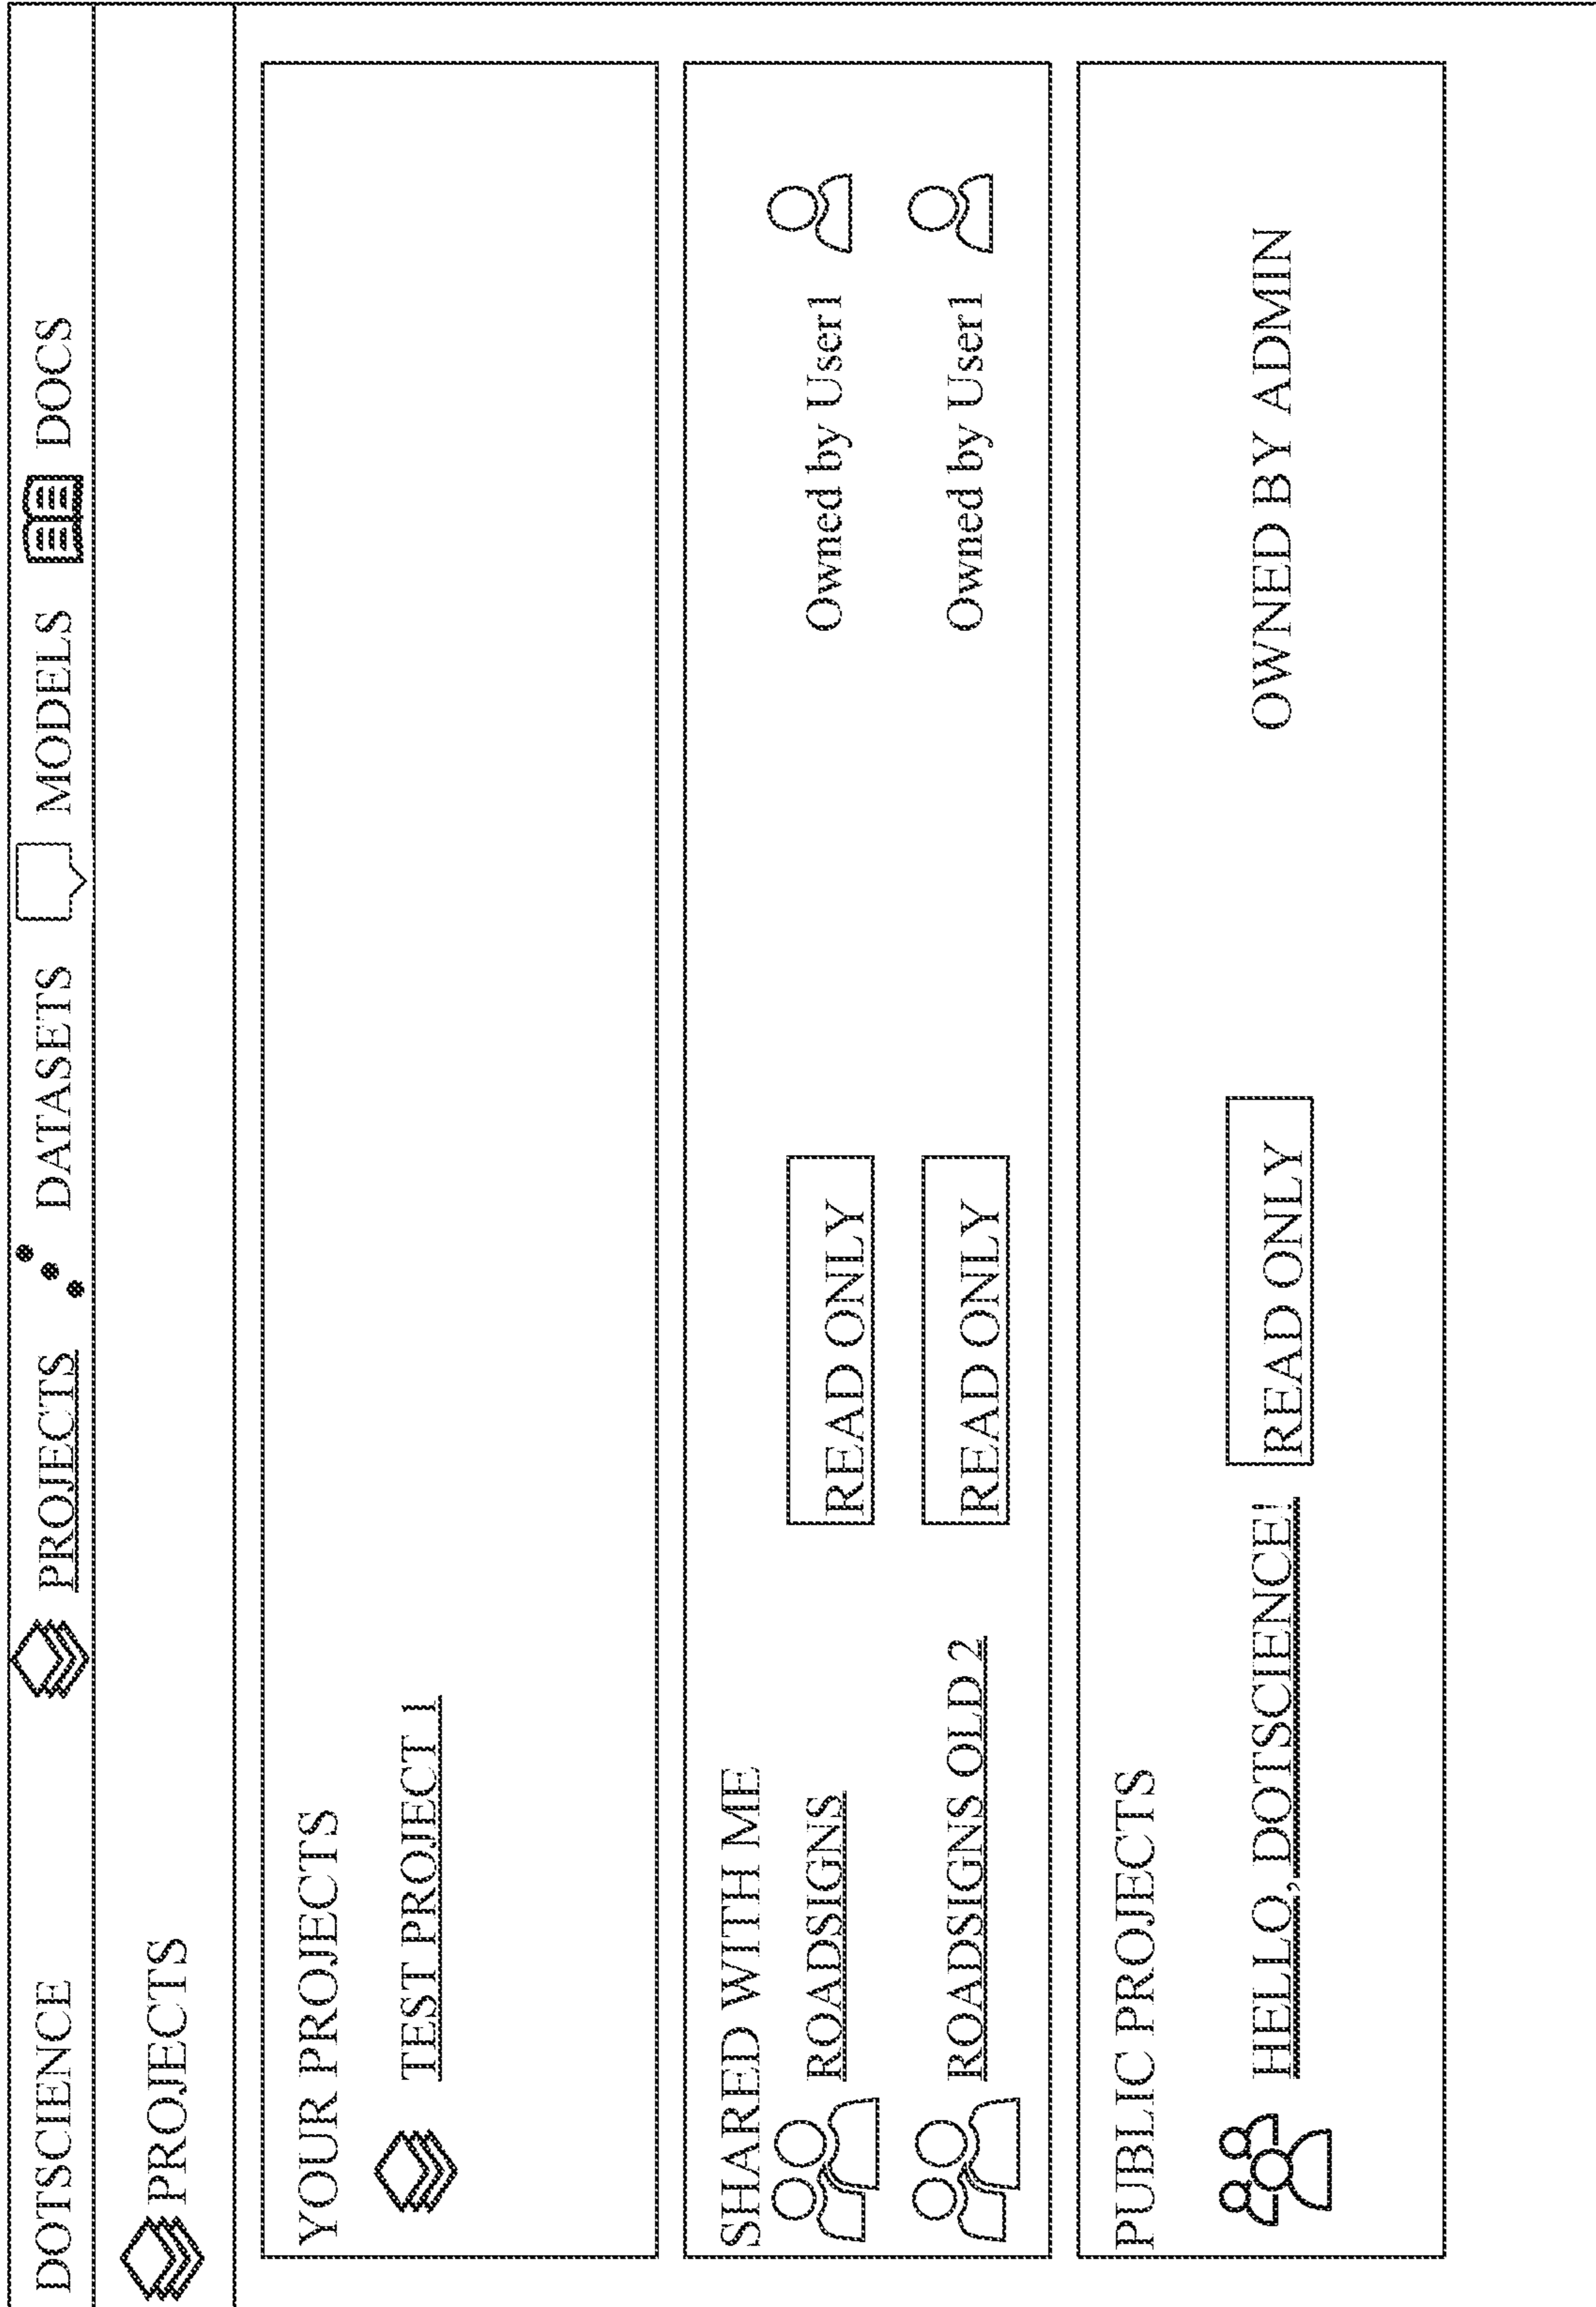 DOTSCIENCE PROJECTS DATASETS MODELS DOCS
PROJECTS
YOUR PROJECTS
TEST PROJECT 1
SHARED WITH ME
ROADSIGNS READ ONLY Owned by User1
ROADSIGNS OLD 2 READ ONLY Owned by User1
PUBLIC PROJECTS
HELLO, DOTSCIENCE! READ ONLY OWNED BY ADMIN